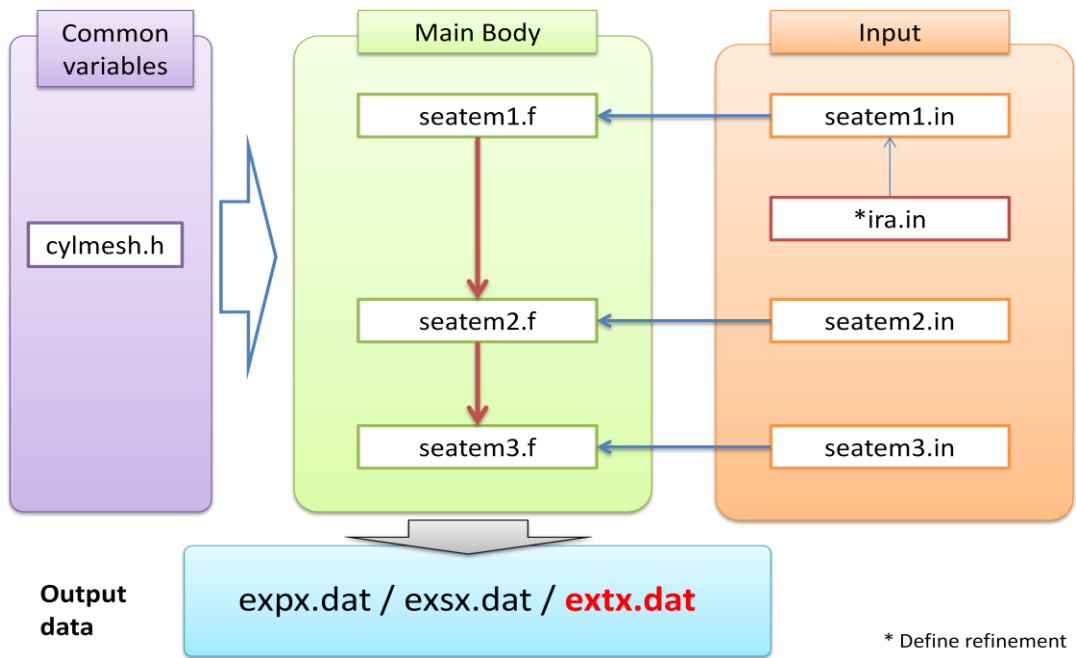 Common
variables
Main Body
Input
cylmesh.h
seatem1.f
seatem1.in
*ira.in
seatem2.f
seatem2.in
seatem3.f
seatem3.in
Output
data
expx.dat / exsx.dat / extx.dat
* Define refinement